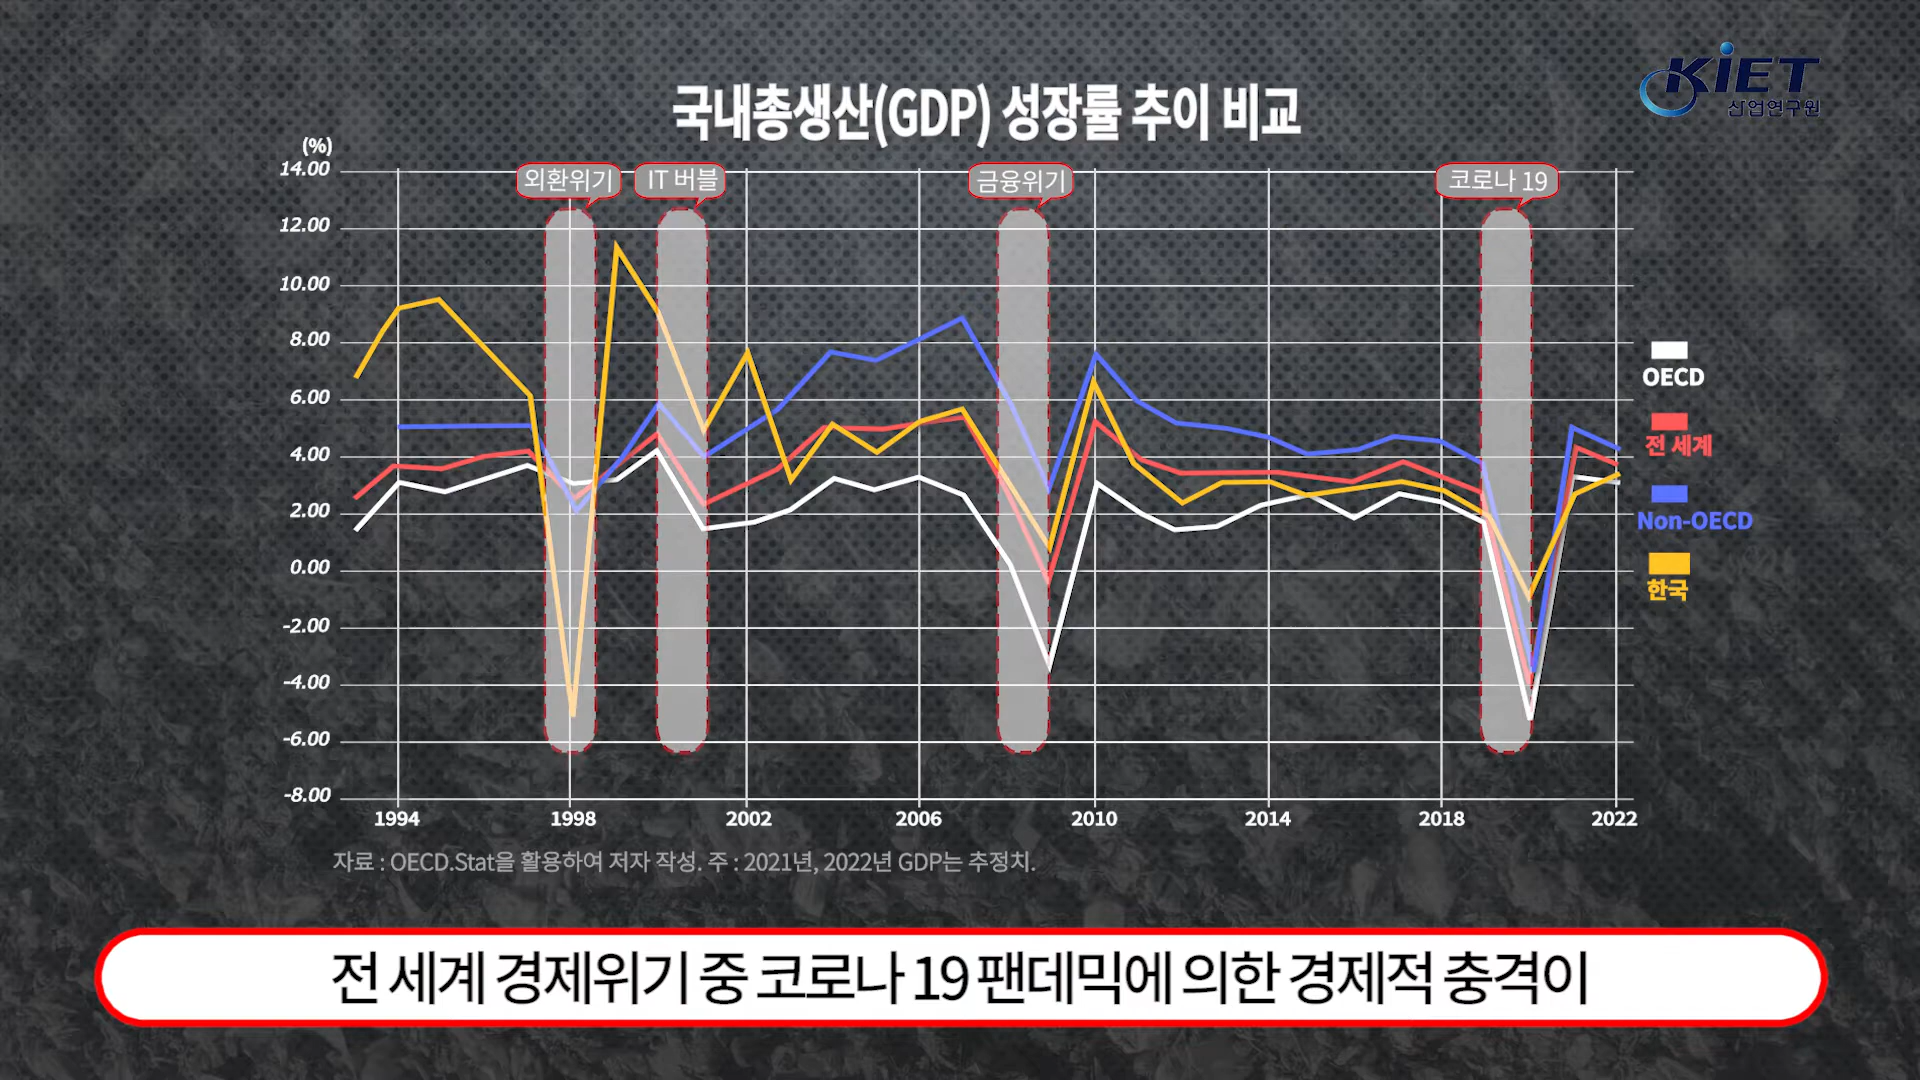 KIET
산업연구원
국내총생산(GDP) 성장률 추이 비교
(%)
14.00
12.00
10.00
8.00
6.00
4.00
2.00
0.00
-2.00
-4.00
-6.00
-8.00
외환위기
IT 버블
금융위기
코로나 19
OECD
전 세계
Non-OECD
한국
1994 1998 2002 2006 2010 2014 2018 2022
자료 : OECD.Stat을 활용하여 저자 작성. 주 : 2021년, 2022년 GDP는 추정치.
전 세계 경제위기 중 코로나 19 팬데믹에 의한 경제적 충격이